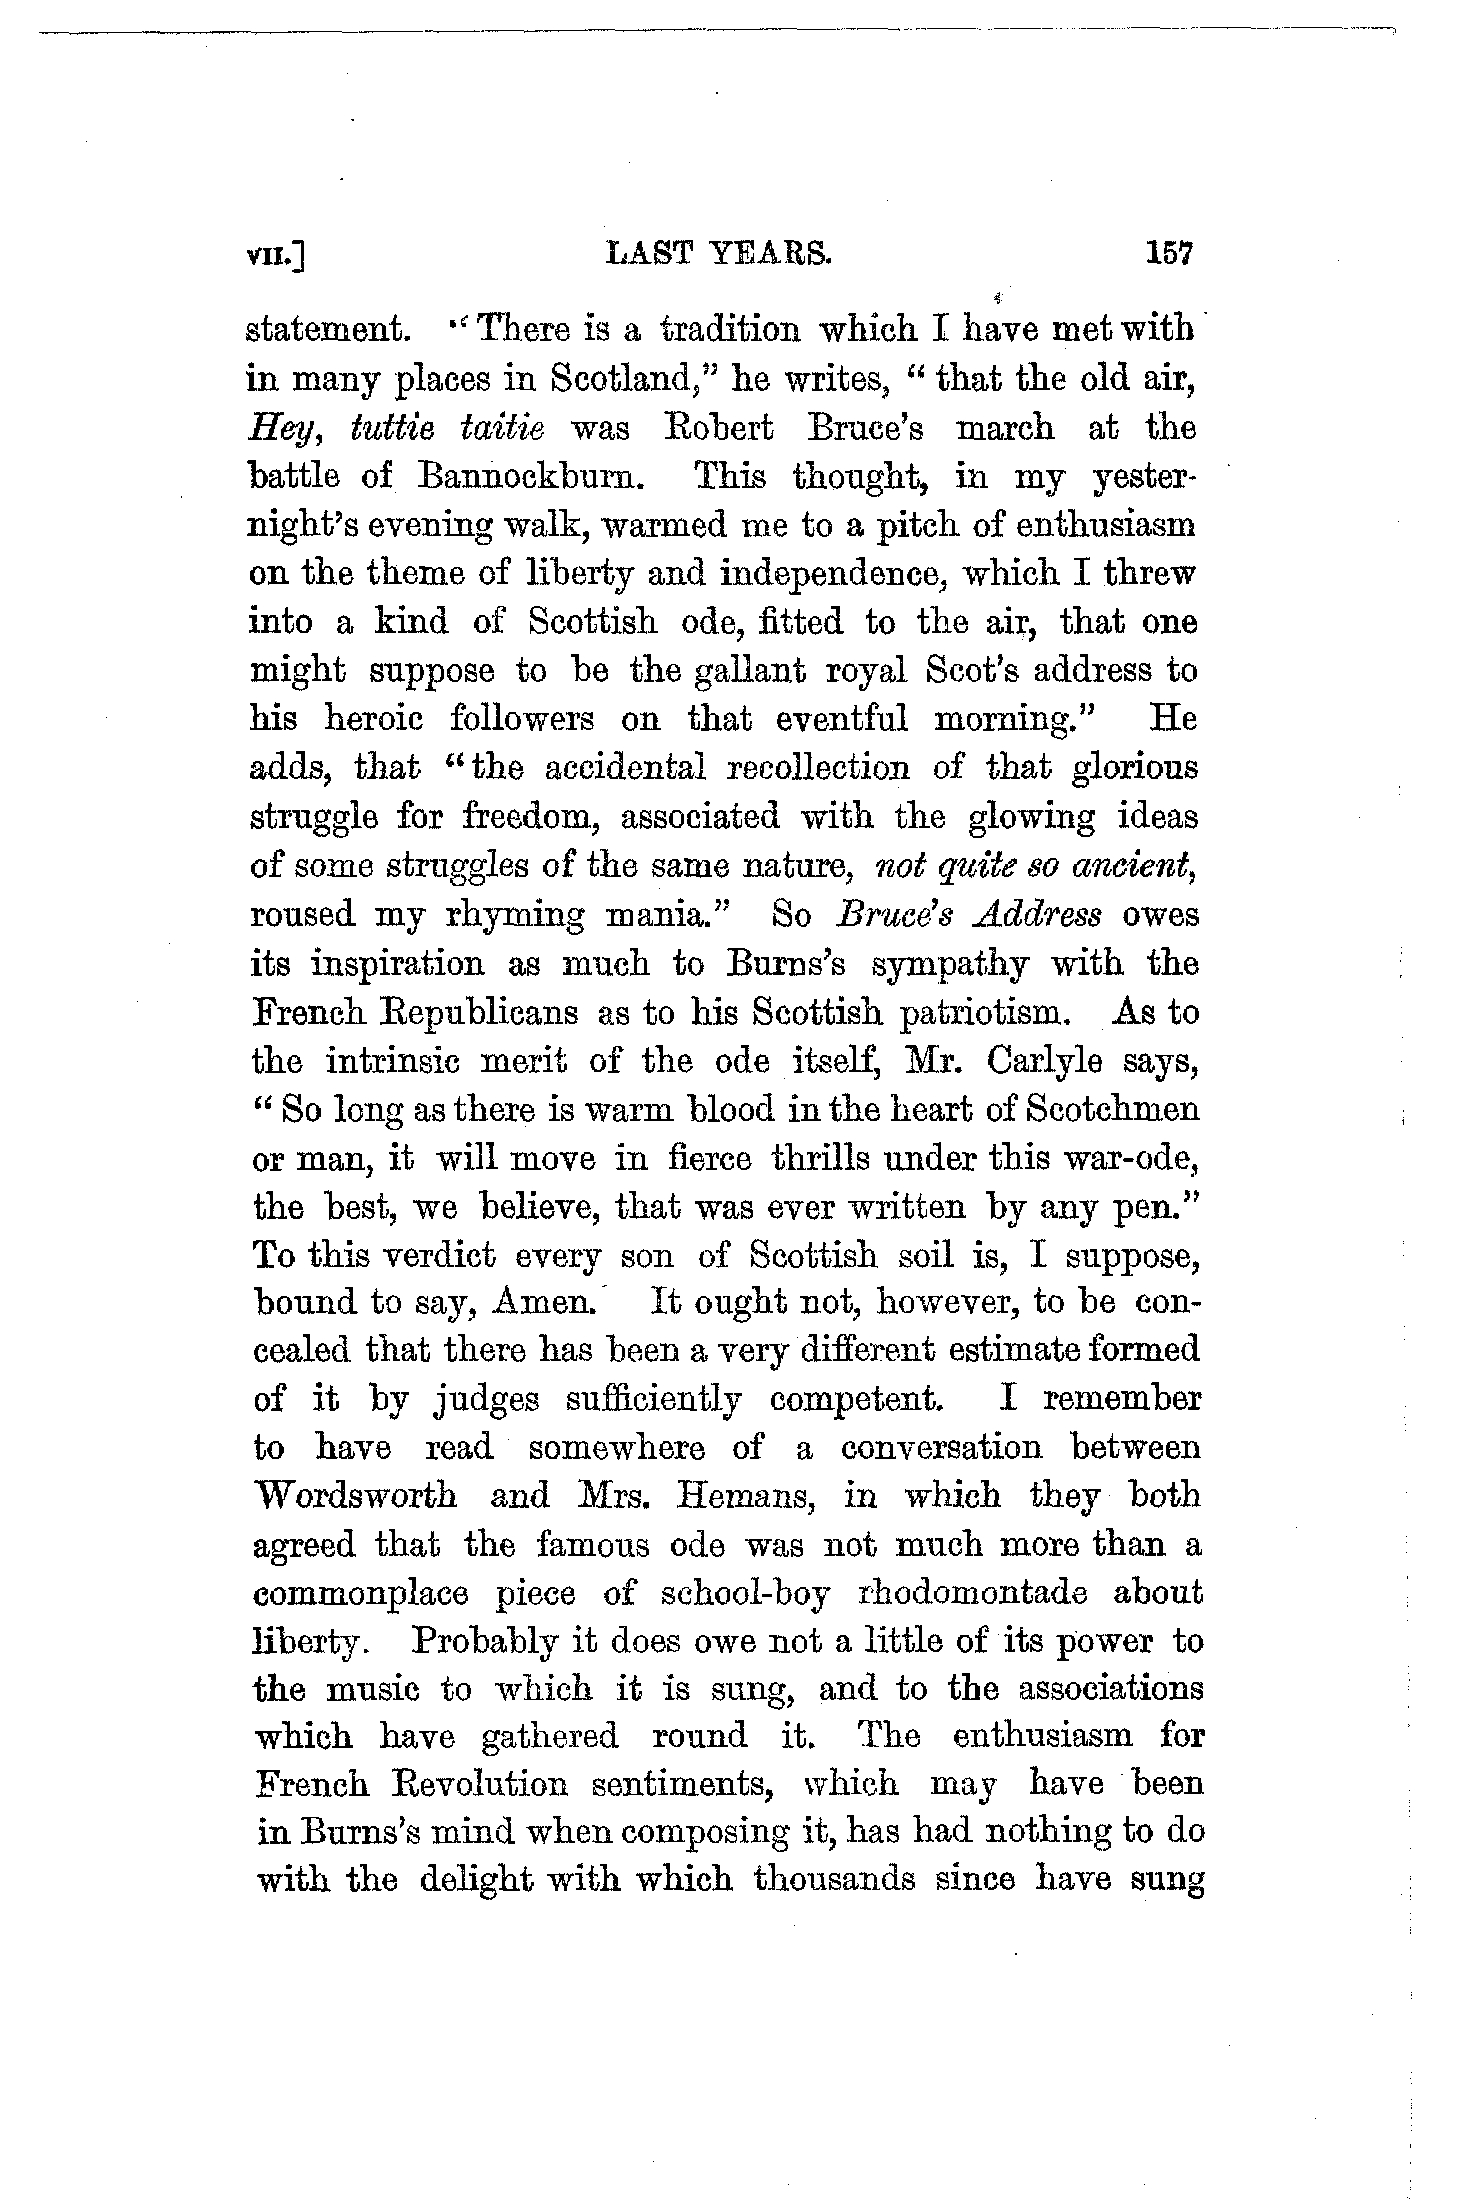 VII.] LAST YEARS. 157
statement. "There is a tradition which I have met with
in many places in Scotland," he writes, "that the old air,
Hey, tuttie taitie was Robert Bruce's march at the
battle of Bannockburn. This thought, in my yester-
night's evening walk, warmed me to a pitch of enthusiasm
on the theme of liberty and independence, which I threw
into a kind of Scottish ode, fitted to the air, that one
might suppose to be the gallant royal Scot's address to
his heroic followers on that eventful morning." He
adds, that "the accidental recollection of that glorious
struggle for freedom, associated with the glowing ideas
of some struggles of the same nature, not quite so ancient,
roused my rhyming mania." So Bruce's Address owes
its inspiration as much to Burns's sympathy with the
French Republicans as to his Scottish patriotism. As to
the intrinsic merit of the ode itself, Mr. Carlyle says,
"So long as there is warm blood in the heart of Scotchmen
or man, it will move in fierce thrills under this war-ode,
the best, we believe, that was ever written by any pen."
To this verdict every son of Scottish soil is, I suppose,
bound to say, Amen. It ought not, however, to be con-
cealed that there has been a very different estimate formed
of it by judges sufficiently competent. I remember
to have read somewhere of a conversation between
Wordsworth and Mrs. Hemans, in which they both
agreed that the famous ode was not much more than a
commonplace piece of school-boy rhodomontade about
liberty. Probably it does owe not a little of its power to
the music to which it is sung, and to the associations
which have gathered round it. The enthusiasm for
French Revolution sentiments, which may have been
in Burns's mind when composing it, has had nothing to do
with the delight with which thousands since have sung